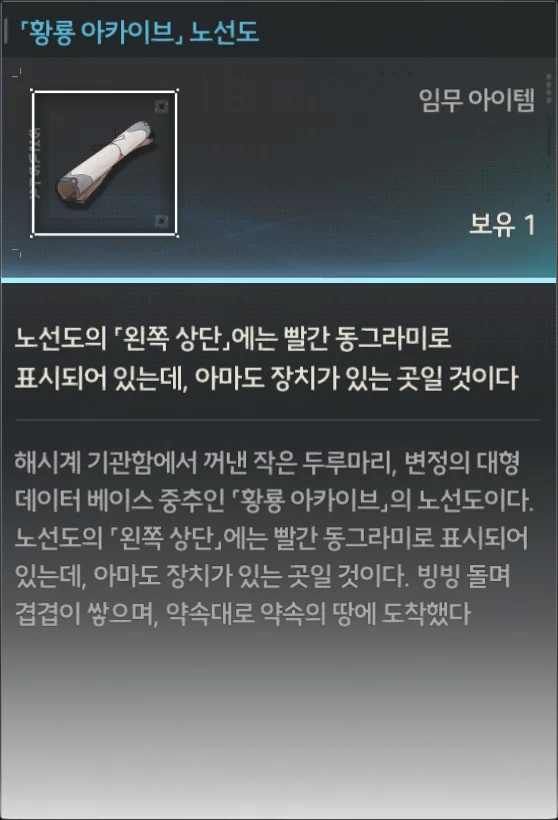 「황룡 아카이브」 노선도
임무 아이템
보유 1
노선도의 「왼쪽 상단」에는 빨간 동그라미로
표시되어 있는데, 아마도 장치가 있는 곳일 것이다
해시계 기관함에서 꺼낸 작은 두루마리, 변정의 대형
데이터 베이스 중추인 「황룡 아카이브」의 노선도이다.
노선도의 「왼쪽 상단」에는 빨간 동그라미로 표시되어
있는데, 아마도 장치가 있는 곳일 것이다. 빙빙 돌며
겹겹이 쌓으며, 약속대로 약속의 땅에 도착했다